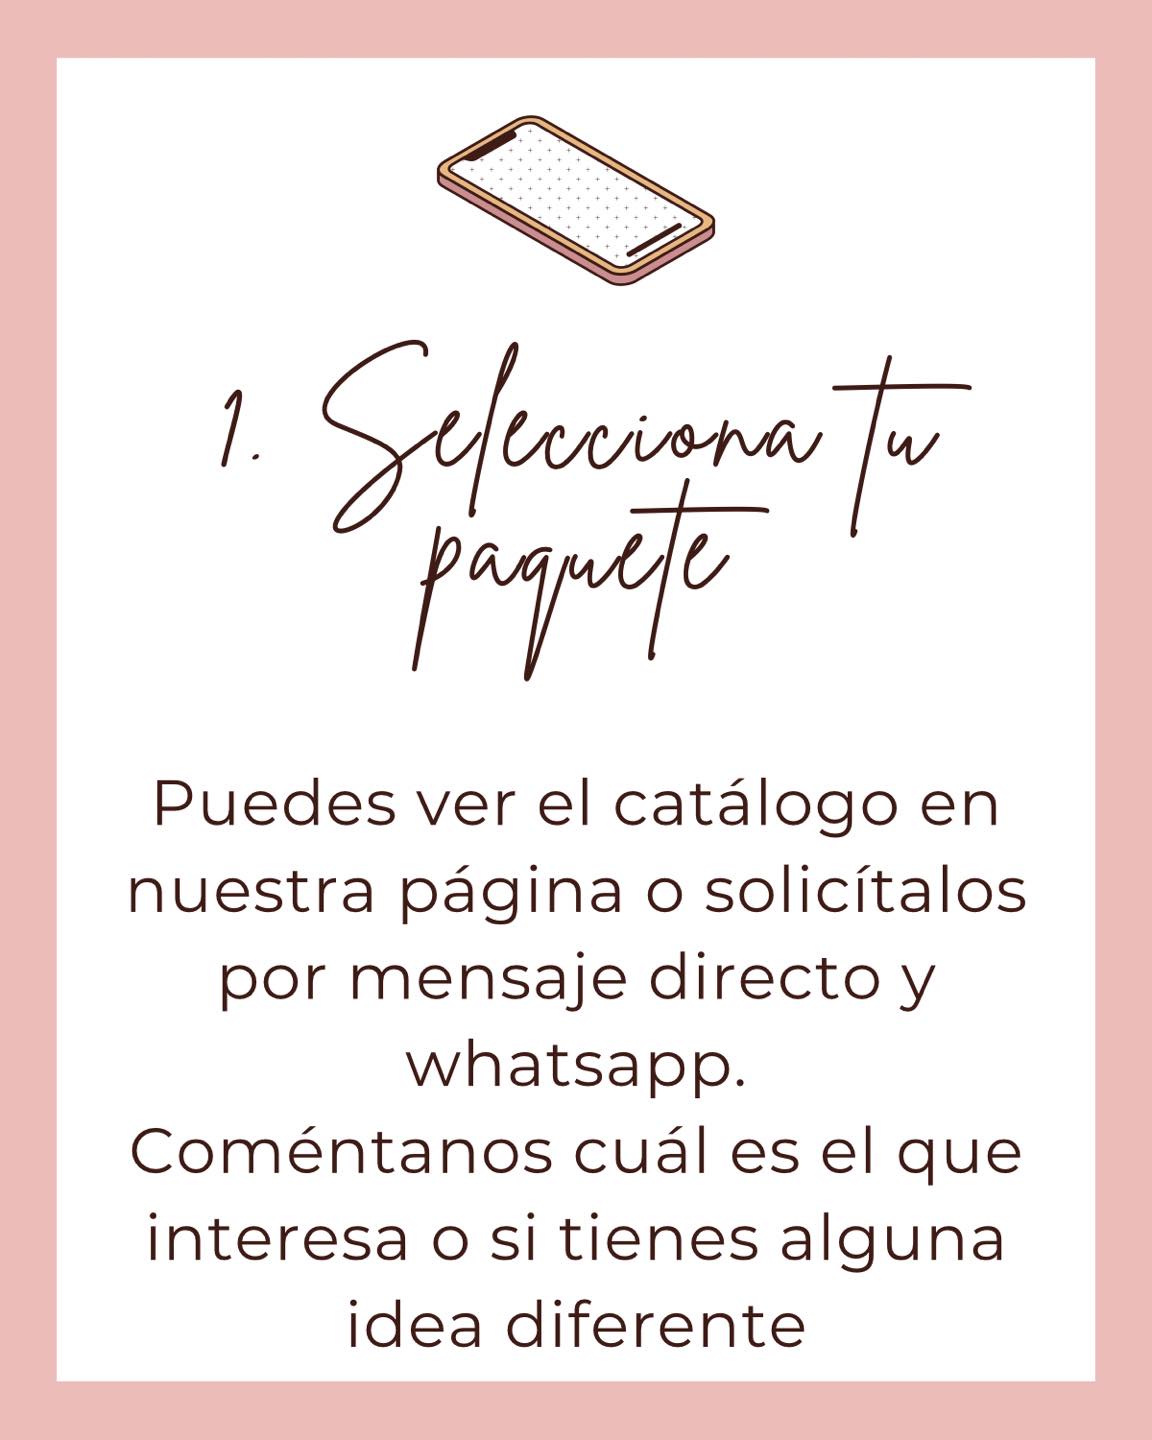 1. Selecciona tu
paquete
Puedes ver el catálogo en
nuestra página o solicítalos
por mensaje directo y
whatsapp.
Coméntanos cuál es el que
interesa o si tienes alguna
idea diferente